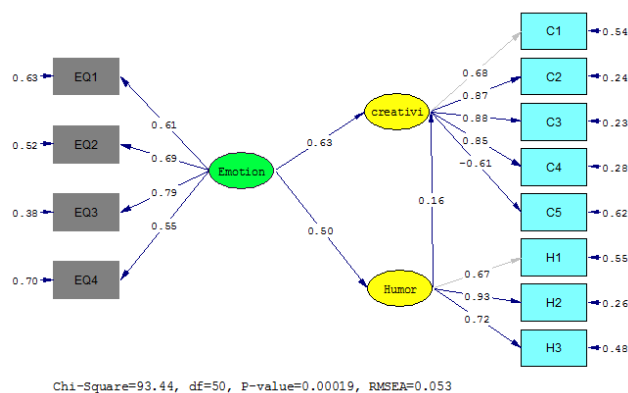 C1
0.54
0.63
EQ1
0.68
C2
0.24
0.87
creativi
0.61
0.88
C3
0.23
0.52
EQ2
0.69
0.63
0.85
C4
0.28
Emotion
-0.61
0.79
0.38
EQ3
0.16
C5
0.62
0.55
0.50
H1
0.55
0.67
0.70
EQ4
Humor
0.93
H2
0.26
0.72
H3
0.48
Chi-Square=93.44, df=50, P-value=0.00019, RMSEA=0.053